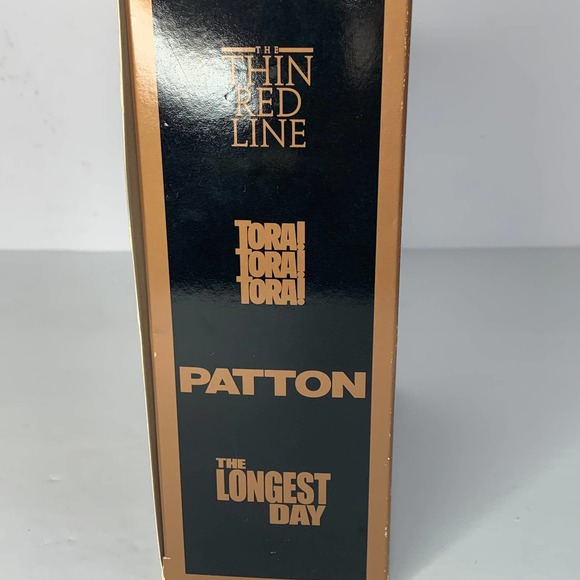 THE
THIN
RED
LINE
TORA!
TORA!
TORA!
PATTON
THE
LONGEST
DAY